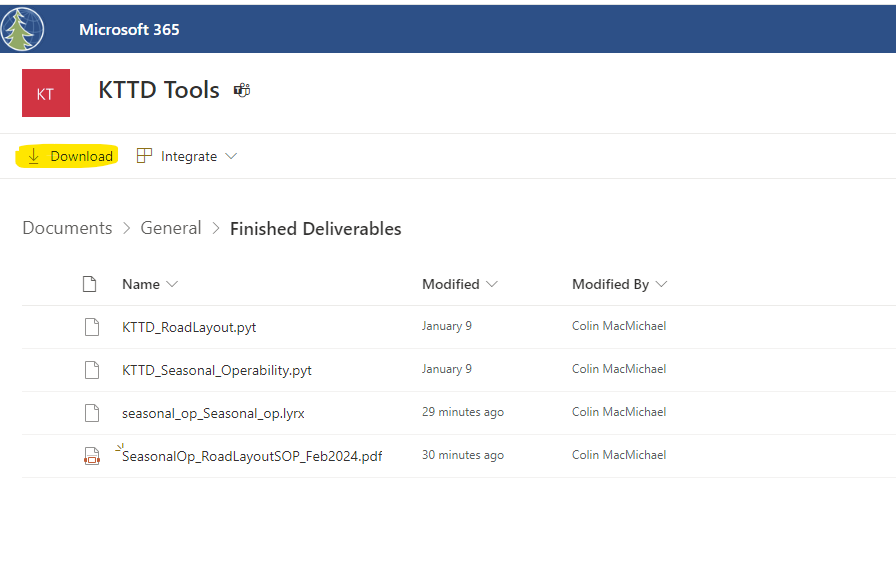 Microsoft 365
KT
KTTD Tools
Download Integrate
Documents > General > Finished Deliverables
Name Modified Modified By
KTTD_RoadLayout.pyt January 9 Colin MacMichael
KTTD_Seasonal_Operability.pyt January 9 Colin MacMichael
seasonal_op_Seasonal_op.lyrx 29 minutes ago Colin MacMichael
SeasonalOp_RoadLayoutSOP_Feb2024.pdf 30 minutes ago Colin MacMichael